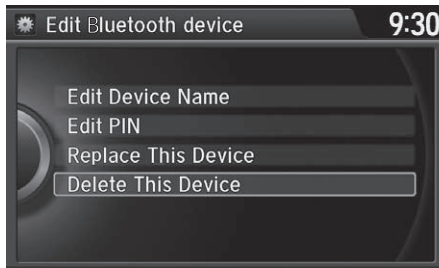 Edit Bluetooth device
9:30
Edit Device Name
Edit PIN
Replace This Device
Delete This Device